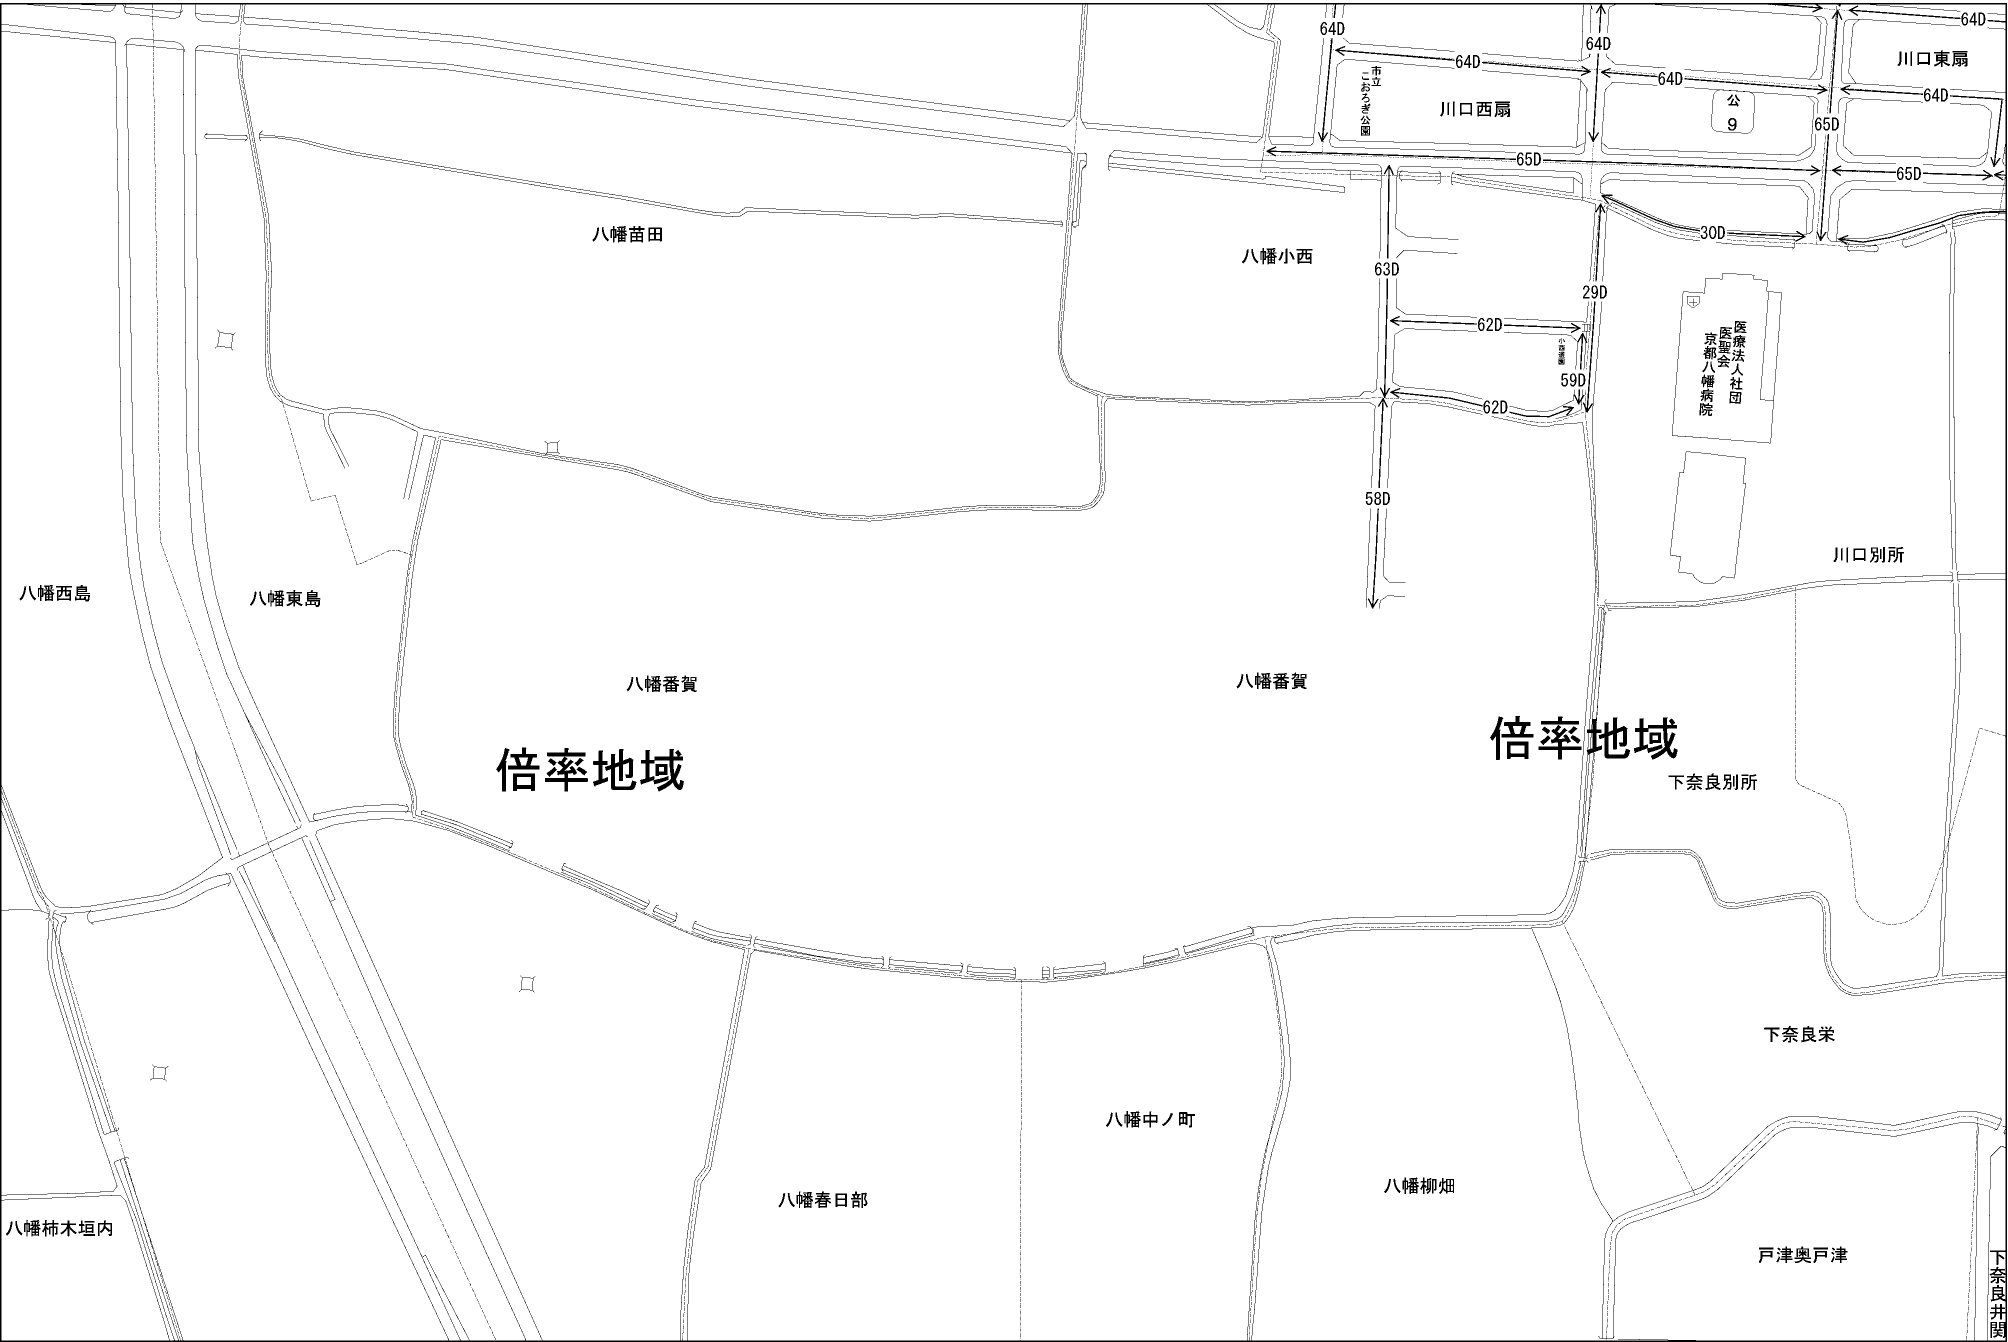 64D
64D
64D
64D
64D
川口東扇
64D
市立
こおろぎ公園
川口西扇
公
9
65D
65D
65D
30D
八幡苗田
八幡小西
63D
29D
62D
小西遊園
59D
62D
医療法人社団
医聖会
京都八幡病院
58D
川口別所
八幡西島
八幡東島
八幡番賀
八幡番賀
倍率地域
倍率地域
下奈良別所
下奈良栄
八幡中ノ町
八幡春日部
八幡柳畑
八幡柿木垣内
戸津奥戸津
下奈良井関